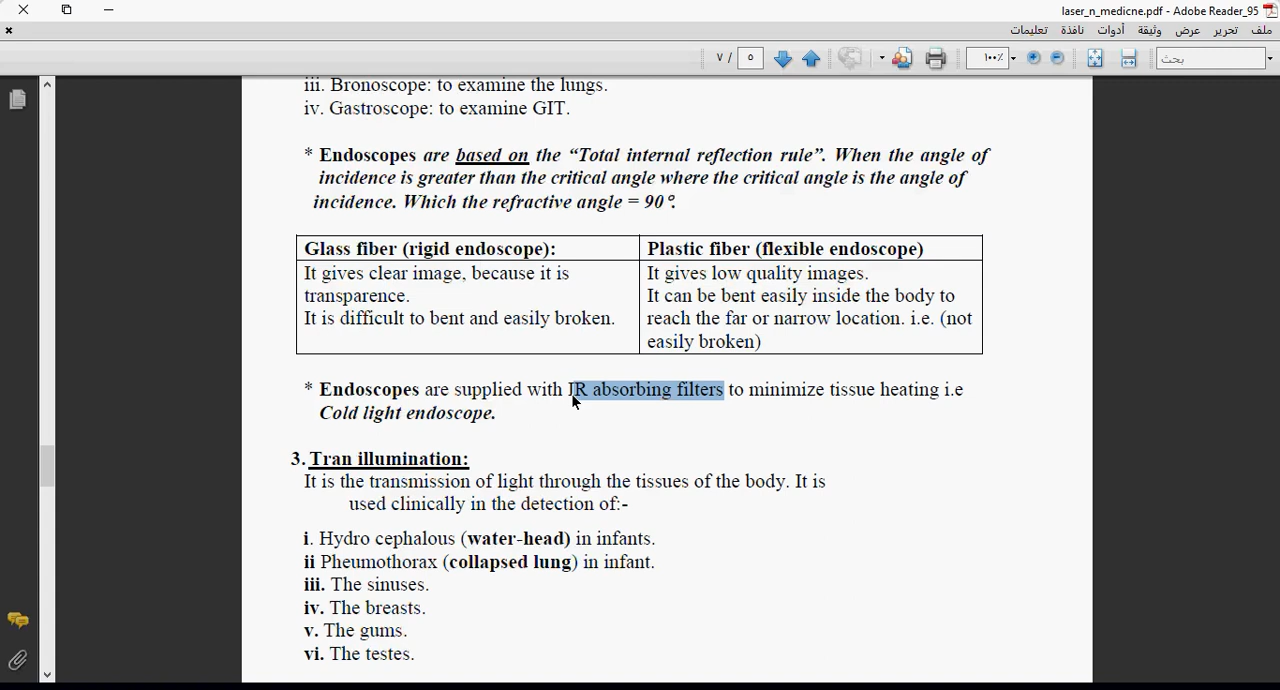 laser_n_medicne.pdf - Adobe Reader_95
ملف تحرير عرض وثيقة أدوات نافذة تعليمات
٧ / ٥ ١٠٠٪ بحث
iii. Bronoscope: to examine the lungs.
iv. Gastroscope: to examine GIT.
* Endoscopes are based on the “Total internal reflection rule”. When the angle of
incidence is greater than the critical angle where the critical angle is the angle of
incidence. Which the refractive angle = 90°.
Glass fiber (rigid endoscope):
It gives clear image, because it is
transparence.
It is difficult to bent and easily broken.
Plastic fiber (flexible endoscope)
It gives low quality images.
It can be bent easily inside the body to
reach the far or narrow location. i.e. (not
easily broken)
* Endoscopes are supplied with IR absorbing filters to minimize tissue heating i.e
Cold light endoscope.
3. Tran illumination:
It is the transmission of light through the tissues of the body. It is
used clinically in the detection of:-
i. Hydro cephalous (water-head) in infants.
ii Pheumothorax (collapsed lung) in infant.
iii. The sinuses.
iv. The breasts.
v. The gums.
vi. The testes.